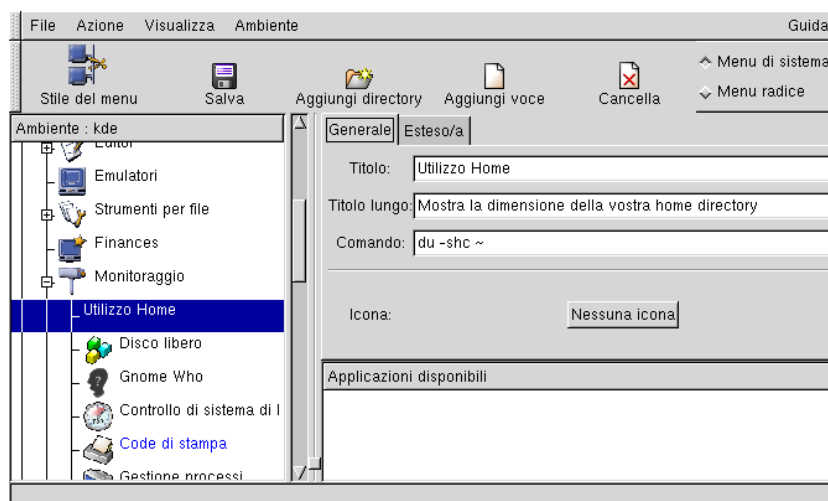 File Azione Visualizza Ambiente Guida
Stile del menu Salva Aggiungi directory Aggiungi voce Cancella
Menu di sistema
Menu radice
Ambiente : kde
Editor
Emulatori
Strumenti per file
Finances
Monitoraggio
Utilizzo Home
Disco libero
Gnome Who
Controllo di sistema di l
Code di stampa
Gestione processi
Generale Esteso/a
Titolo: Utilizzo Home
Titolo lungo: Mostra la dimensione della vostra home directory
Comando: du -shc ~
Icona: Nessuna icona
Applicazioni disponibili